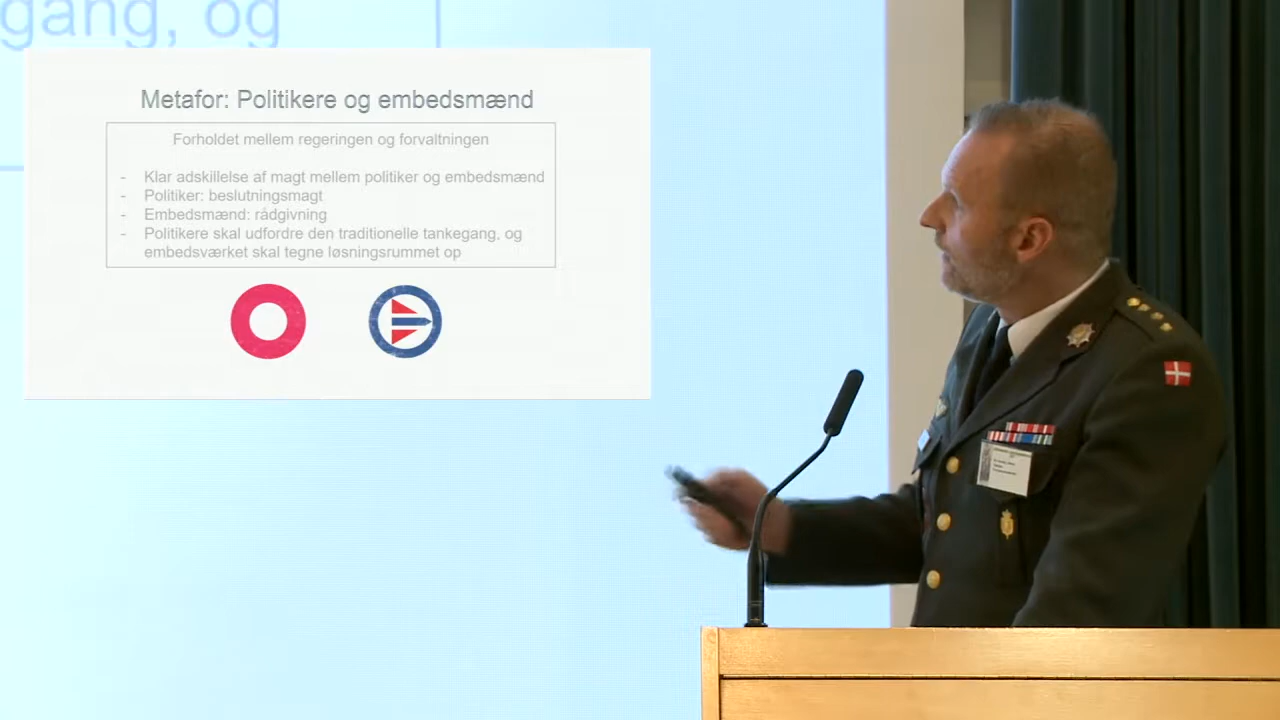 gang, og
Metafor: Politikere og embedsmænd
Forholdet mellem regeringen og forvaltningen
- Klar adskillelse af magt mellem politiker og embedsmænd
- Politiker: beslutningsmagt
- Embedsmænd: rådgivning
- Politikere skal udfordre den traditionelle tankegang, og
embedsværket skal tegne løsningsrummet op